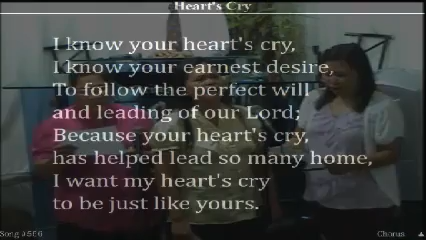 Heart's Cry
I know your heart's cry,
I know your earnest desire,
To follow the perfect will
and leading of our Lord;
Because your heart's cry,
has helped lead so many home,
I want my heart's cry
to be just like yours.
Chorus